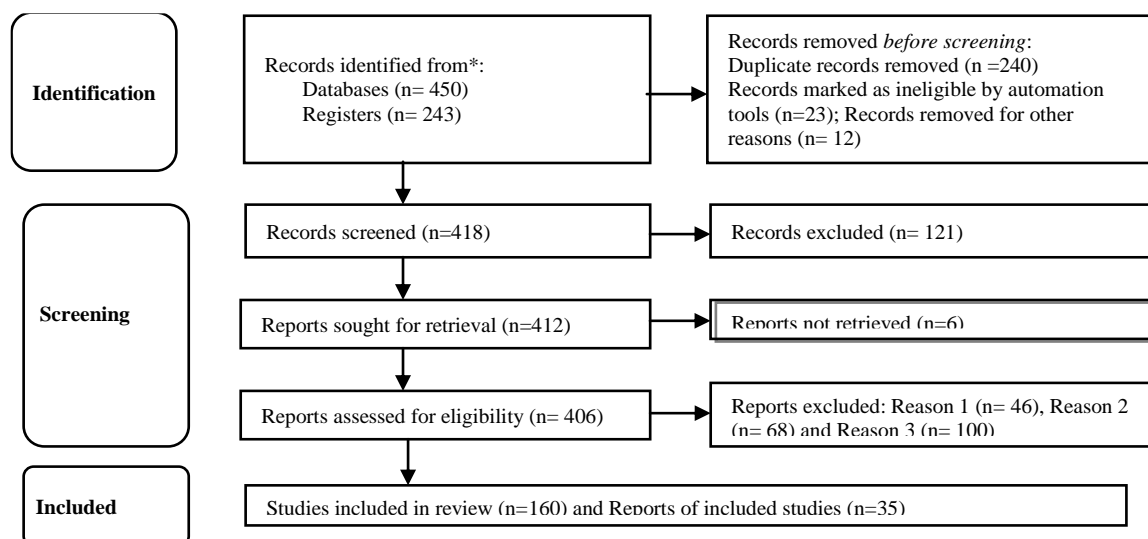 Identification
Records identified from*:
Databases (n= 450)
Registers (n= 243)
Records removed before screening:
Duplicate records removed (n =240)
Records marked as ineligible by automation
tools (n=23); Records removed for other
reasons (n= 12)
Screening
Records screened (n=418)
Records excluded (n= 121)
Reports sought for retrieval (n=412)
Reports not retrieved (n=6)
Reports assessed for eligibility (n= 406)
Reports excluded: Reason 1 (n= 46), Reason 2
(n= 68) and Reason 3 (n= 100)
Included
Studies included in review (n=160) and Reports of included studies (n=35)